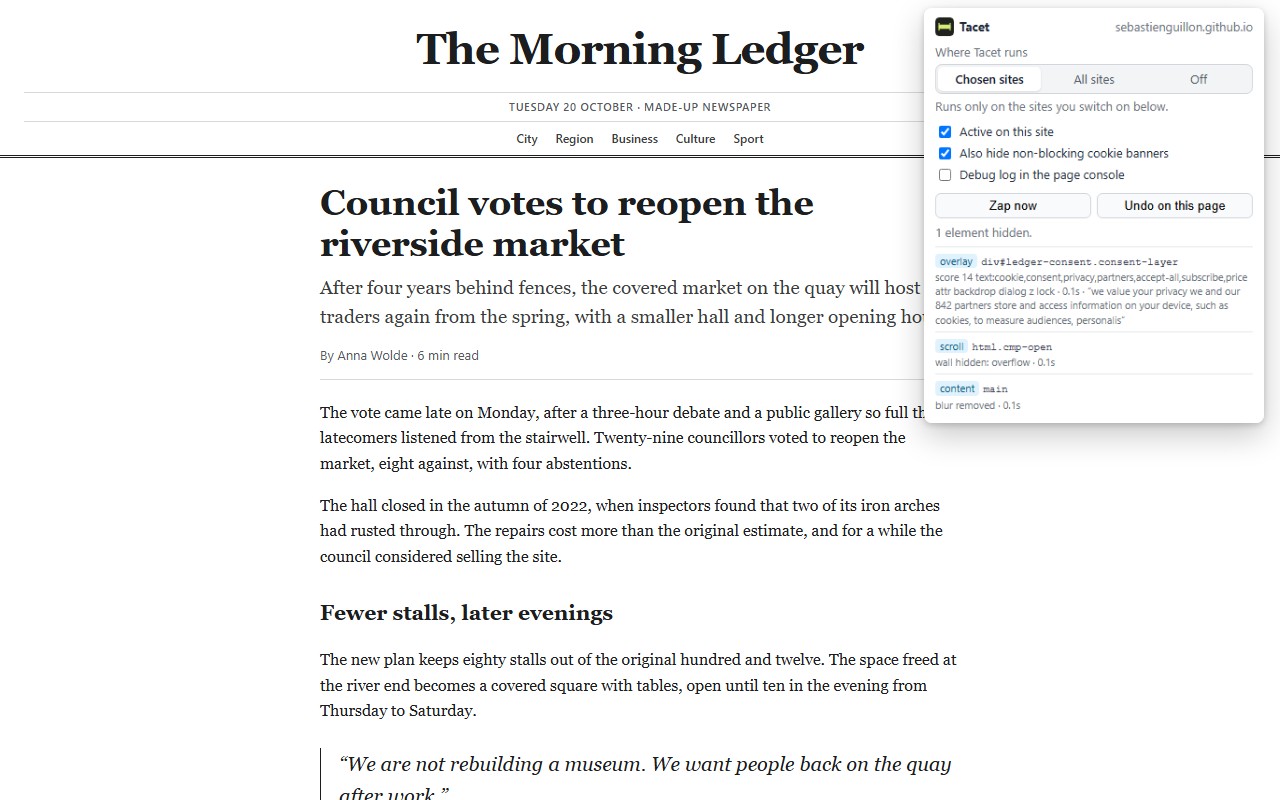 The Morning Ledger
TUESDAY 20 OCTOBER · MADE-UP NEWSPAPER
City Region Business Culture Sport
Council votes to reopen the
riverside market
After four years behind fences, the covered market on the quay will host
traders again from the spring, with a smaller hall and longer opening
By Anna Wolde · 6 min read
The vote came late on Monday, after a three-hour debate and a public gallery so full
latecomers listened from the stairwell. Twenty-nine councillors voted to reopen the
market, eight against, with four abstentions.
The hall closed in the autumn of 2022, when inspectors found that two of its iron arches
had rusted through. The repairs cost more than the original estimate, and for a while the
council considered selling the site.
Fewer stalls, later evenings
The new plan keeps eighty stalls out of the original hundred and twelve. The space freed at
the river end becomes a covered square with tables, open until ten in the evening from
Thursday to Saturday.
“We are not rebuilding a museum. We want people back on the quay
after work.”
Tacet sebastienguillon.github.io
Where Tacet runs
Chosen sites All sites Off
Runs only on the sites you switch on below.
Active on this site
Also hide non-blocking cookie banners
Debug log in the page console
Zap now Undo on this page
1 element hidden.
overlay div#ledger-consent.consent-layer
score 14 text:cookie,consent,privacy,partners,accept-all,subscribe,price
attr backdrop dialog z lock · 0.1s · "we value your privacy we and our
842 partners store and access information on your device, such as
cookies, to measure audiences, personalis"
scroll html.cmp-open
wall hidden: overflow · 0.1s
content main
blur removed · 0.1s